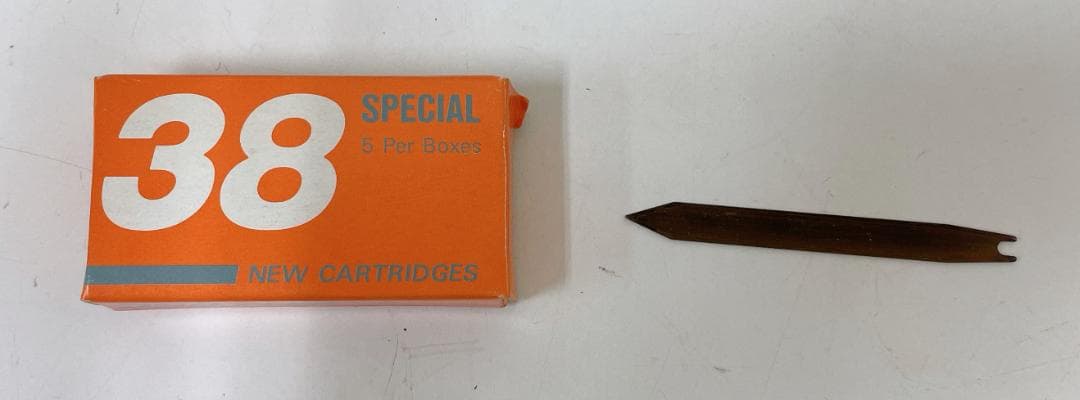 38
SPECIAL
5 Per Boxes
NEW CARTRIDGES